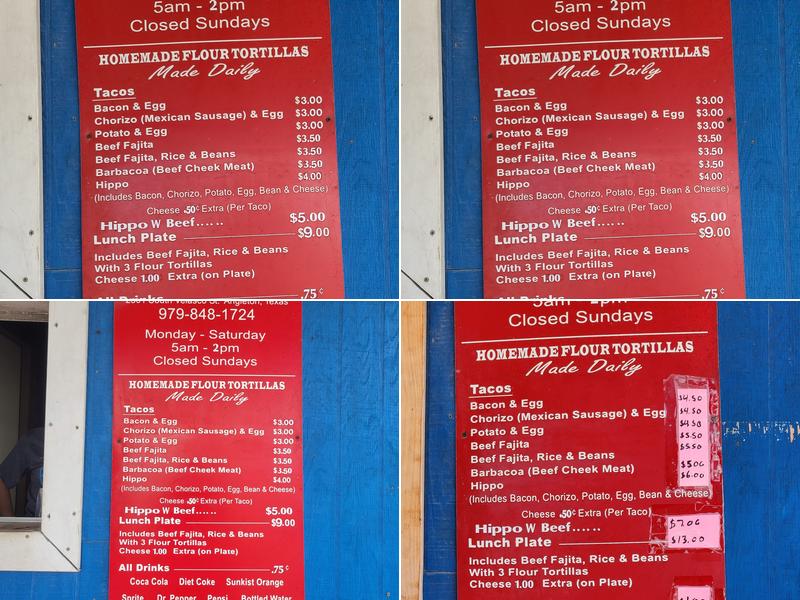 5am - 2pm
Closed Sundays
HOMEMADE FLOUR TORTILLAS
Made Daily
Tacos
Bacon & Egg $3.00
Chorizo (Mexican Sausage) & Egg $3.00
Potato & Egg $3.00
Beef Fajita $3.50
Beef Fajita, Rice & Beans $3.50
Barbacoa (Beef Cheek Meat) $3.50
Hippo $4.00
(Includes Bacon, Chorizo, Potato, Egg, Bean & Cheese)
Cheese .50¢ Extra (Per Taco)
Hippo W Beef...... $5.00
Lunch Plate $9.00
Includes Beef Fajita, Rice & Beans
With 3 Flour Tortillas
Cheese 1.00 Extra (on Plate)
All Drinks .75¢
5am - 2pm
Closed Sundays
HOMEMADE FLOUR TORTILLAS
Made Daily
Tacos
Bacon & Egg $3.00
Chorizo (Mexican Sausage) & Egg $3.00
Potato & Egg $3.00
Beef Fajita $3.50
Beef Fajita, Rice & Beans $3.50
Barbacoa (Beef Cheek Meat) $3.50
Hippo $4.00
(Includes Bacon, Chorizo, Potato, Egg, Bean & Cheese)
Cheese .50¢ Extra (Per Taco)
Hippo W Beef...... $5.00
Lunch Plate $9.00
Includes Beef Fajita, Rice & Beans
With 3 Flour Tortillas
Cheese 1.00 Extra (on Plate)
All Drinks .75¢
South Velasco St. Angleton, Texas
979-848-1724
Monday - Saturday
5am - 2pm
Closed Sundays
HOMEMADE FLOUR TORTILLAS
Made Daily
Tacos
Bacon & Egg $3.00
Chorizo (Mexican Sausage) & Egg $3.00
Potato & Egg $3.00
Beef Fajita $3.50
Beef Fajita, Rice & Beans $3.50
Barbacoa (Beef Cheek Meat) $3.50
Hippo $4.00
(Includes Bacon, Chorizo, Potato, Egg, Bean & Cheese)
Cheese .50¢ Extra (Per Taco)
Hippo W Beef...... $5.00
Lunch Plate $9.00
Includes Beef Fajita, Rice & Beans
With 3 Flour Tortillas
Cheese 1.00 Extra (on Plate)
All Drinks .75¢
Coca Cola Diet Coke Sunkist Orange
Sprite Dr. Pepper Pepsi Bottled Water
5am - 2pm
Closed Sundays
HOMEMADE FLOUR TORTILLAS
Made Daily
Tacos
Bacon & Egg $4.50
Chorizo (Mexican Sausage) & Egg $4.50
Potato & Egg $4.50
Beef Fajita $5.50
Beef Fajita, Rice & Beans $5.50
Barbacoa (Beef Cheek Meat) $5.00
Hippo $6.00
(Includes Bacon, Chorizo, Potato, Egg, Bean & Cheese)
Cheese .50¢ Extra (Per Taco)
Hippo W Beef...... $7.00
Lunch Plate $13.00
Includes Beef Fajita, Rice & Beans
With 3 Flour Tortillas
Cheese 1.00 Extra (on Plate)